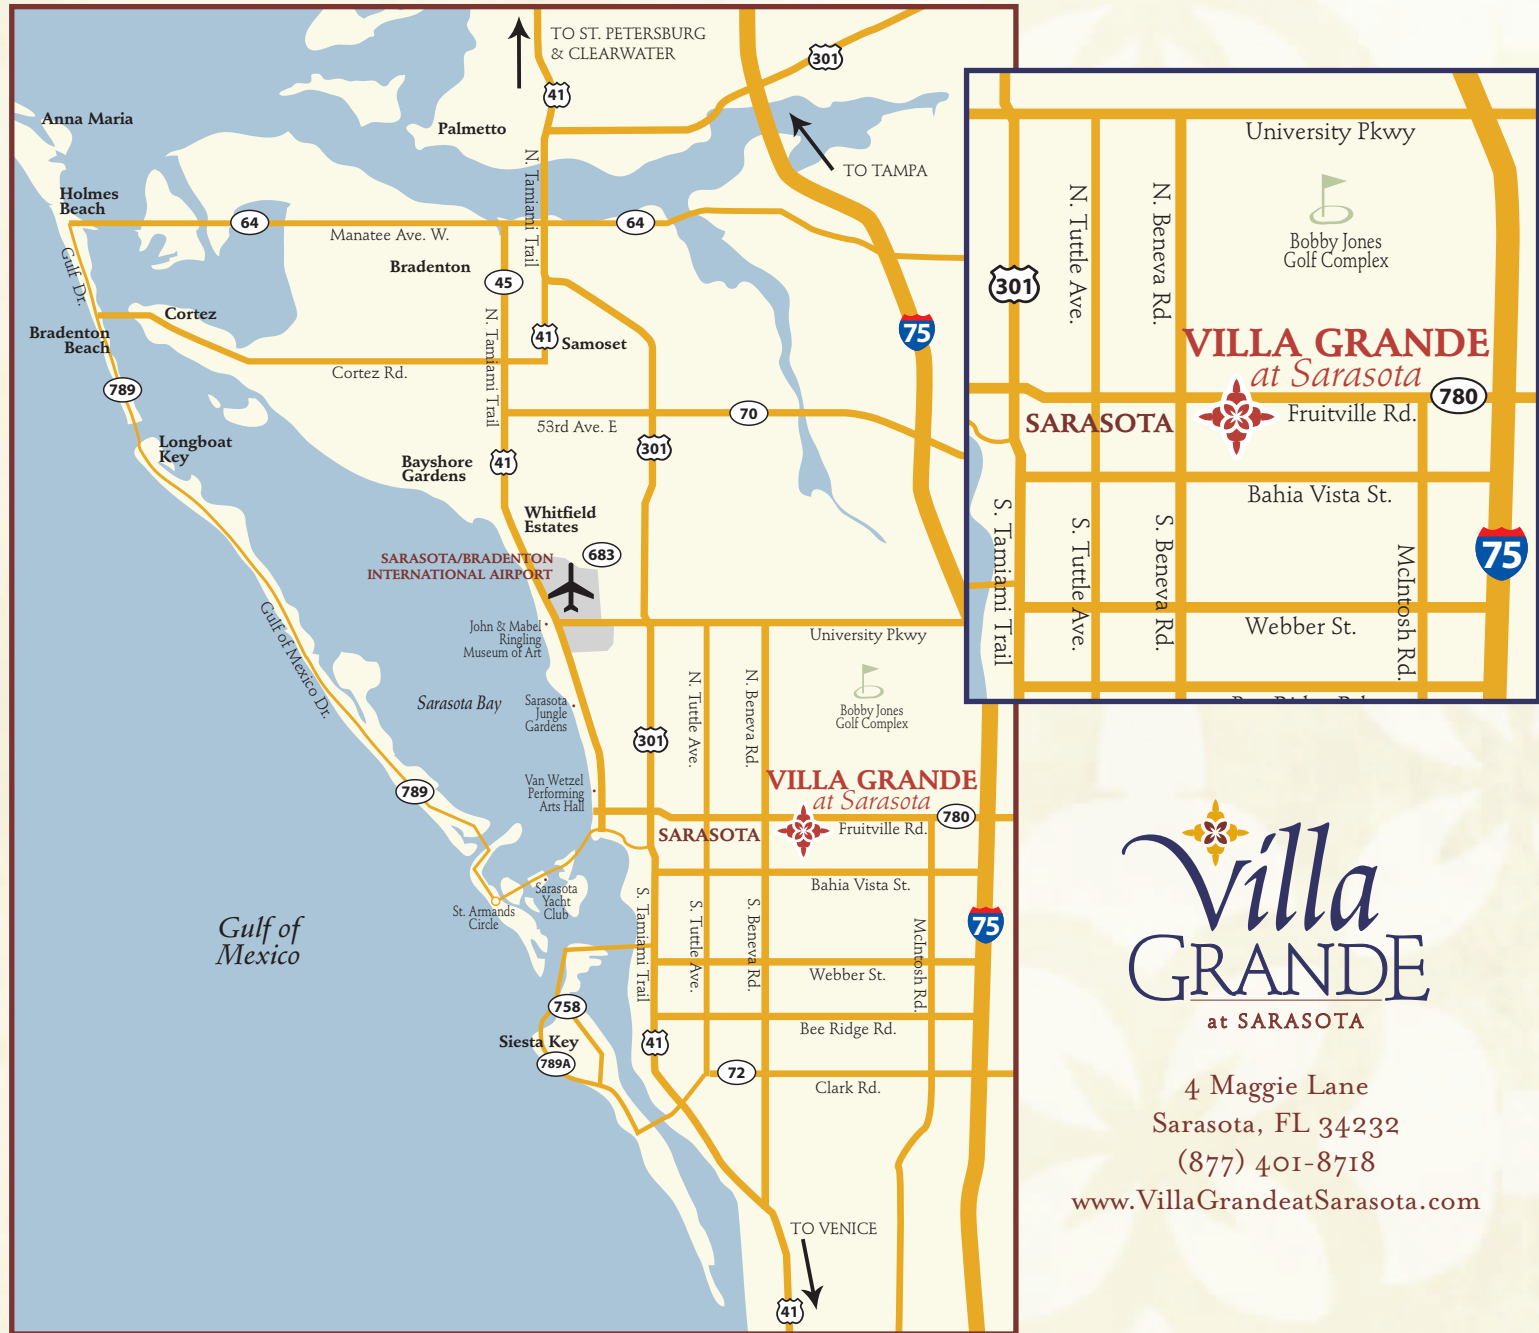 TO ST. PETERSBURG
& CLEARWATER
301
41
Anna Maria
Palmetto
TO TAMPA
N. Tamiami Trail
Holmes
Beach
64
64
Manatee Ave. W.
Gulf Dr.
Bradenton
45
Cortez
N. Tamiami Trail
Bradenton
Beach
41
Samoset
75
Cortez Rd.
789
70
53rd Ave. E
Longboat
Key
301
Bayshore
Gardens
41
Whitfield
Estates
683
SARASOTA/BRADENTON
INTERNATIONAL AIRPORT
John & Mabel
Ringling
Museum of Art
University Pkwy
Gulf of Mexico Dr.
Sarasota Bay
Sarasota
Jungle
Gardens
N. Tuttle Ave.
N. Beneva Rd.
Bobby Jones
Golf Complex
301
Van Wetzel
Performing
Arts Hall
789
VILLA GRANDE
at Sarasota
780
SARASOTA
Fruitville Rd.
Bahia Vista St.
Sarasota
Yacht
Club
St. Armands
Circle
S. Tamiami Trail
S. Tuttle Ave.
S. Beneva Rd.
McIntosh Rd.
75
Gulf of
Mexico
Webber St.
758
Bee Ridge Rd.
Siesta Key
41
789A
72
Clark Rd.
TO VENICE
41
University Pkwy
N. Tuttle Ave.
N. Beneva Rd.
Bobby Jones
Golf Complex
301
VILLA GRANDE
at Sarasota
780
SARASOTA
Fruitville Rd.
Bahia Vista St.
S. Tamiami Trail
S. Tuttle Ave.
S. Beneva Rd.
McIntosh Rd.
75
Webber St.
Villa
GRANDE
at SARASOTA
4 Maggie Lane
Sarasota, FL 34232
(877) 401-8718
www.VillaGrandeatSarasota.com